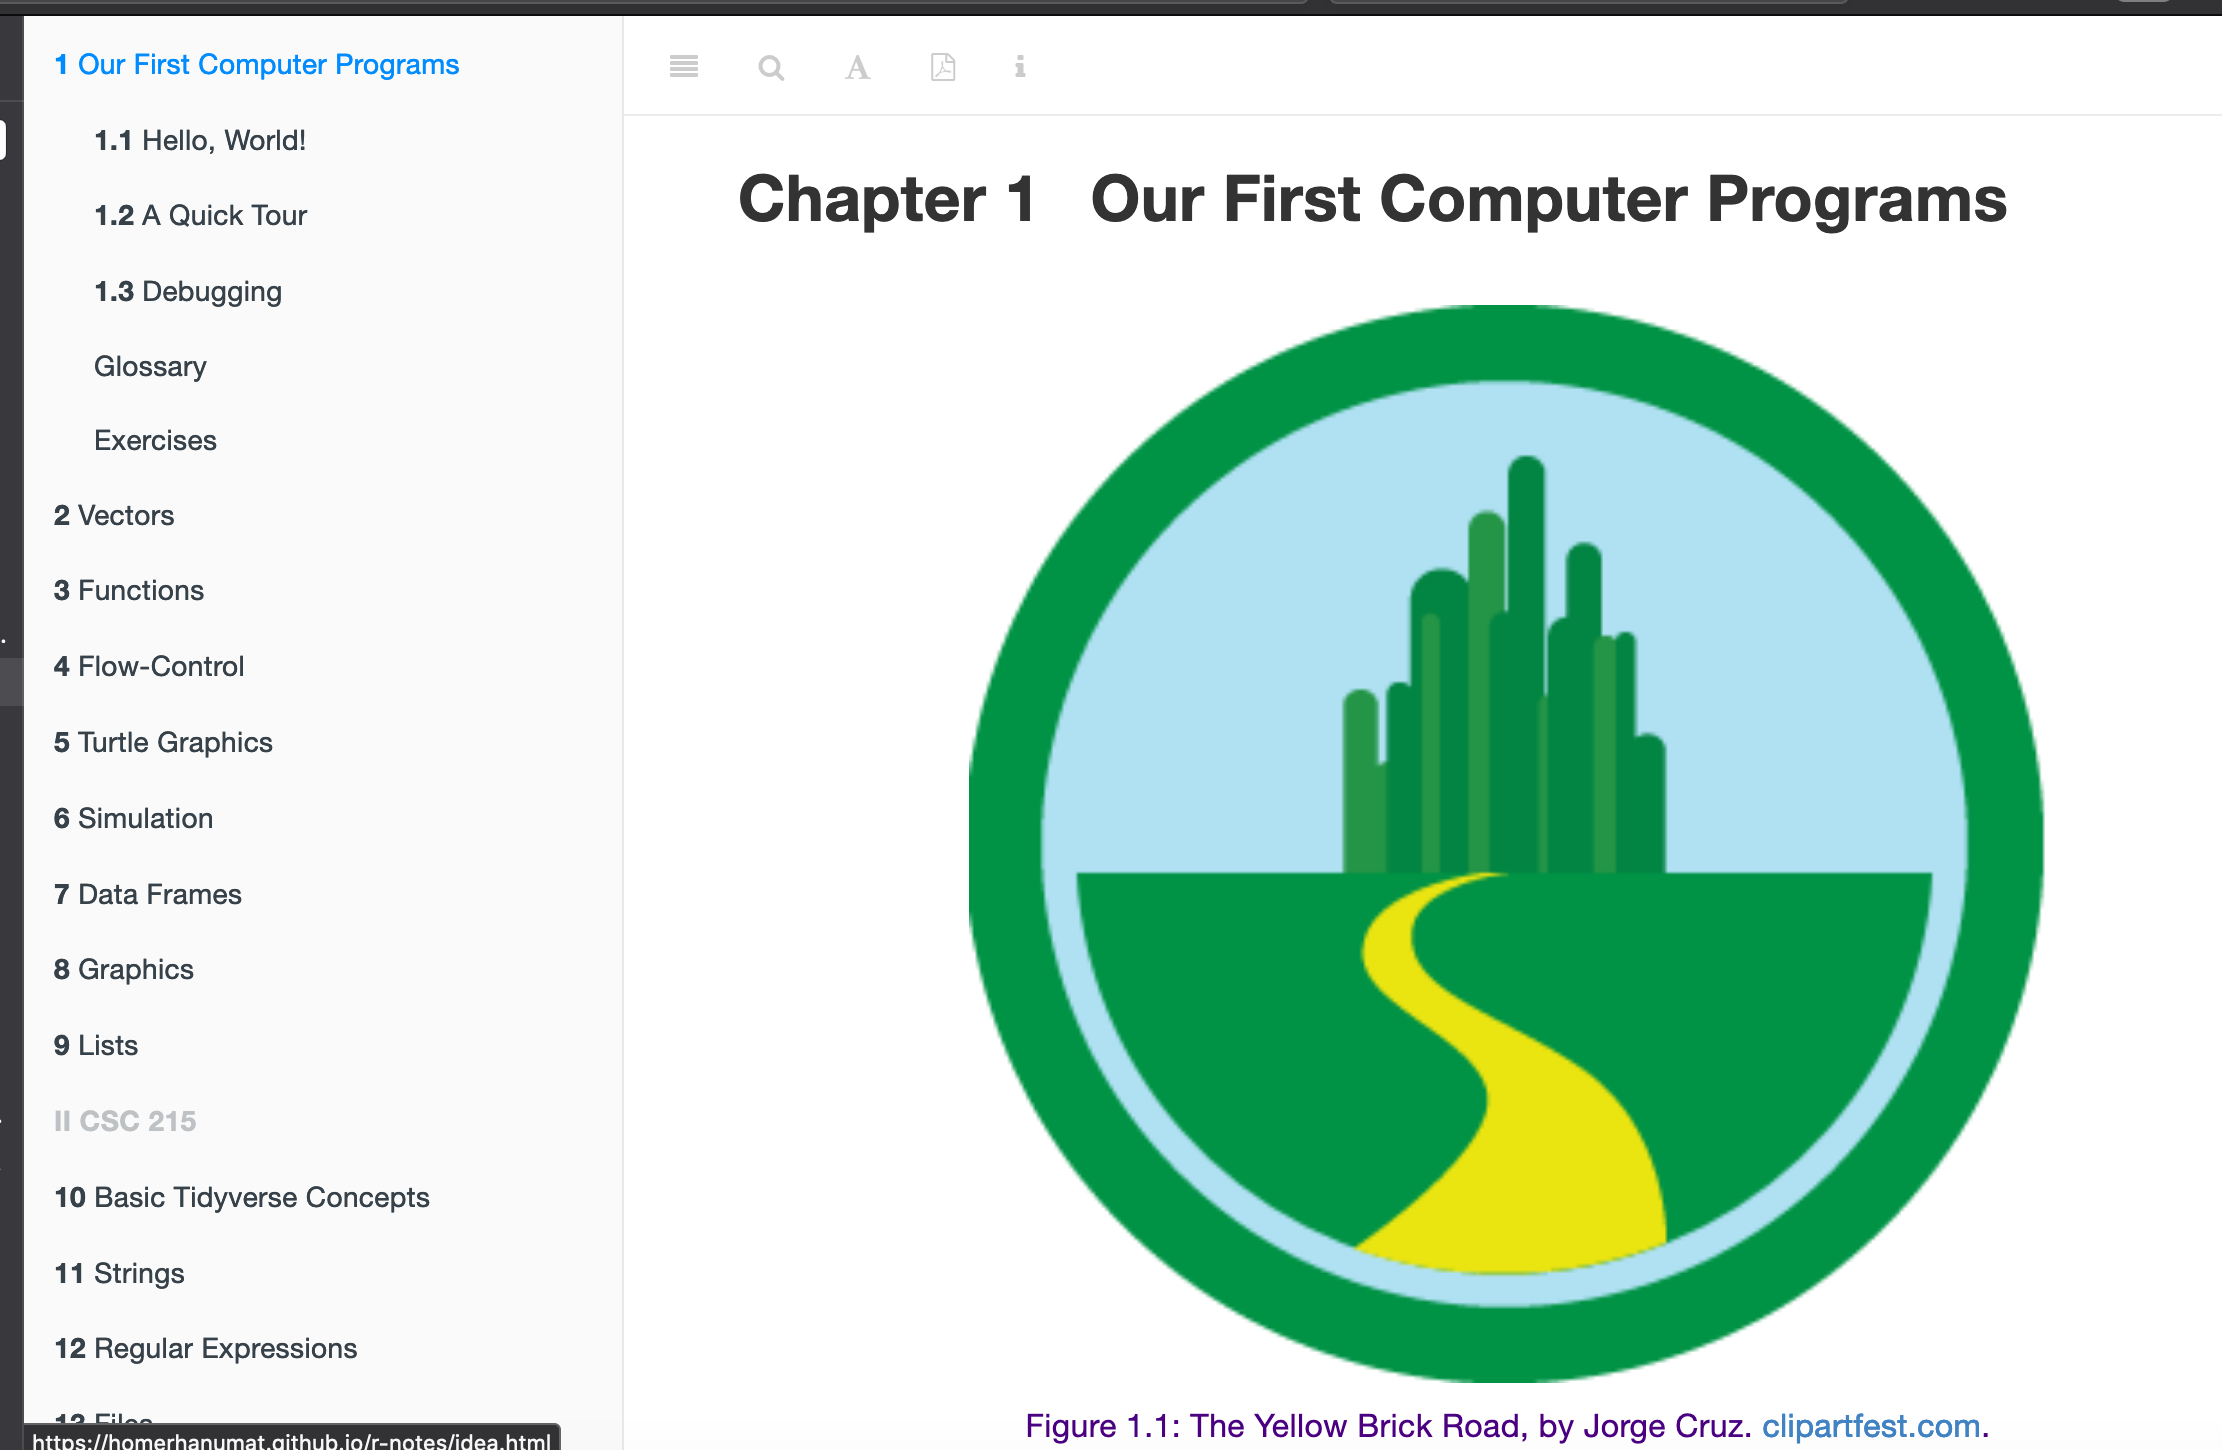 1 Our First Computer Programs
1.1 Hello, World!
1.2 A Quick Tour
1.3 Debugging
Glossary
Exercises
2 Vectors
3 Functions
4 Flow-Control
5 Turtle Graphics
6 Simulation
7 Data Frames
8 Graphics
9 Lists
II CSC 215
10 Basic Tidyverse Concepts
11 Strings
12 Regular Expressions
13 Files
https://homerhanumat.github.io/r-notes/idea.html
A
i
Chapter 1 Our First Computer Programs
Figure 1.1: The Yellow Brick Road, by Jorge Cruz. clipartfest.com.